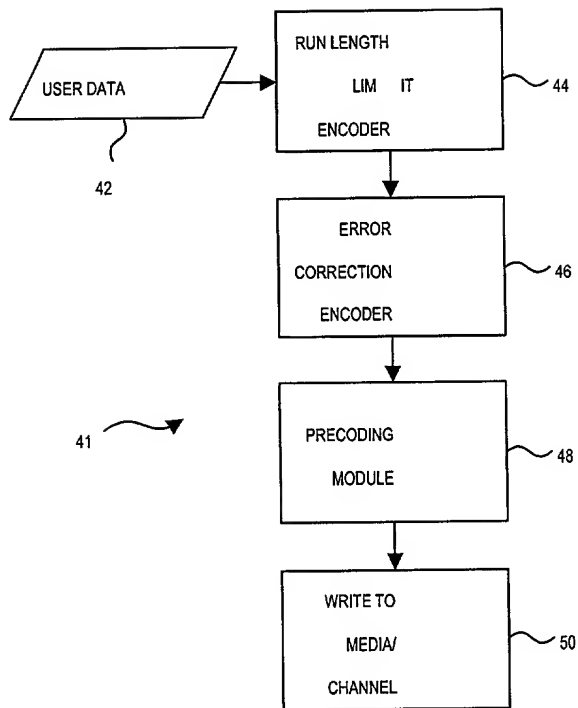 USER DATA
42
RUN LENGTH
LIM IT
ENCODER
44
ERROR
CORRECTION
ENCODER
46
41
PRECODING
MODULE
48
WRITE TO
MEDIA/
CHANNEL
50